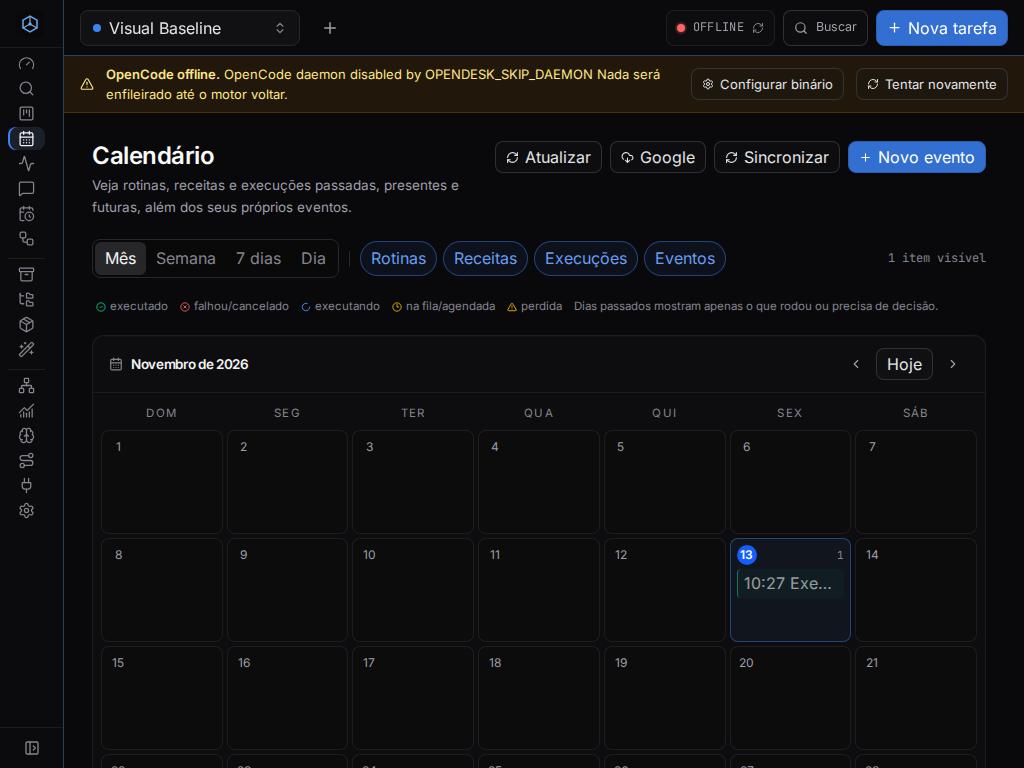 Visual Baseline
OFFLINE
Buscar
Nova tarefa
OpenCode offline. OpenCode daemon disabled by OPENDESK_SKIP_DAEMON Nada será
enfileirado até o motor voltar.
Configurar binário
Tentar novamente
Calendário
Atualizar
Google
Sincronizar
Novo evento
Veja rotinas, receitas e execuções passadas, presentes e
futuras, além dos seus próprios eventos.
Mês
Semana
7 dias
Dia
Rotinas
Receitas
Execuções
Eventos
1 item visível
executado
falhou/cancelado
executando
na fila/agendada
perdida
Dias passados mostram apenas o que rodou ou precisa de decisão.
Novembro de 2026
Hoje
DOM SEG TER QUA QUI SEX SÁB
1 2 3 4 5 6 7
8 9 10 11 12 13 1 14
10:27 Exe...
15 16 17 18 19 20 21